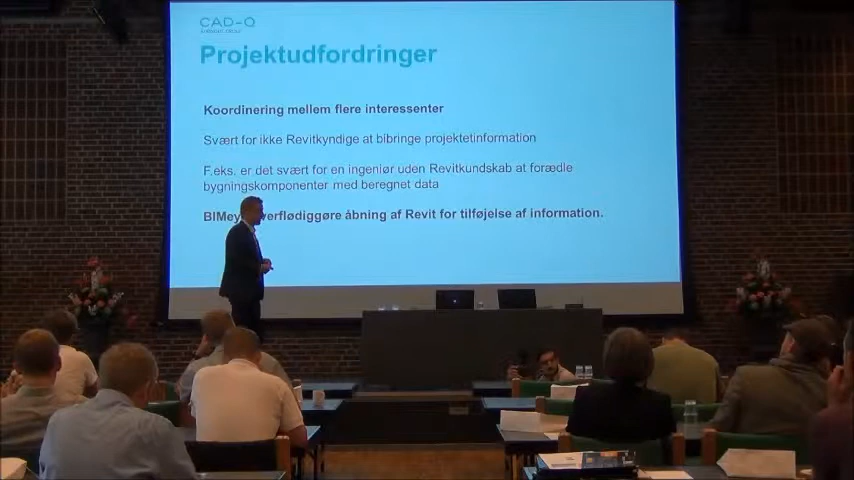 CAD-Q
Projektudfordringer
Koordinering mellem flere interessenter
Svært for ikke Revitkyndige at bibringe projektetinformation
F.eks. er det svært for en ingeniør uden Revitkundskab at forædle
bygningskomponenter med beregnet data
åbning af Revit for tilføjelse af information.